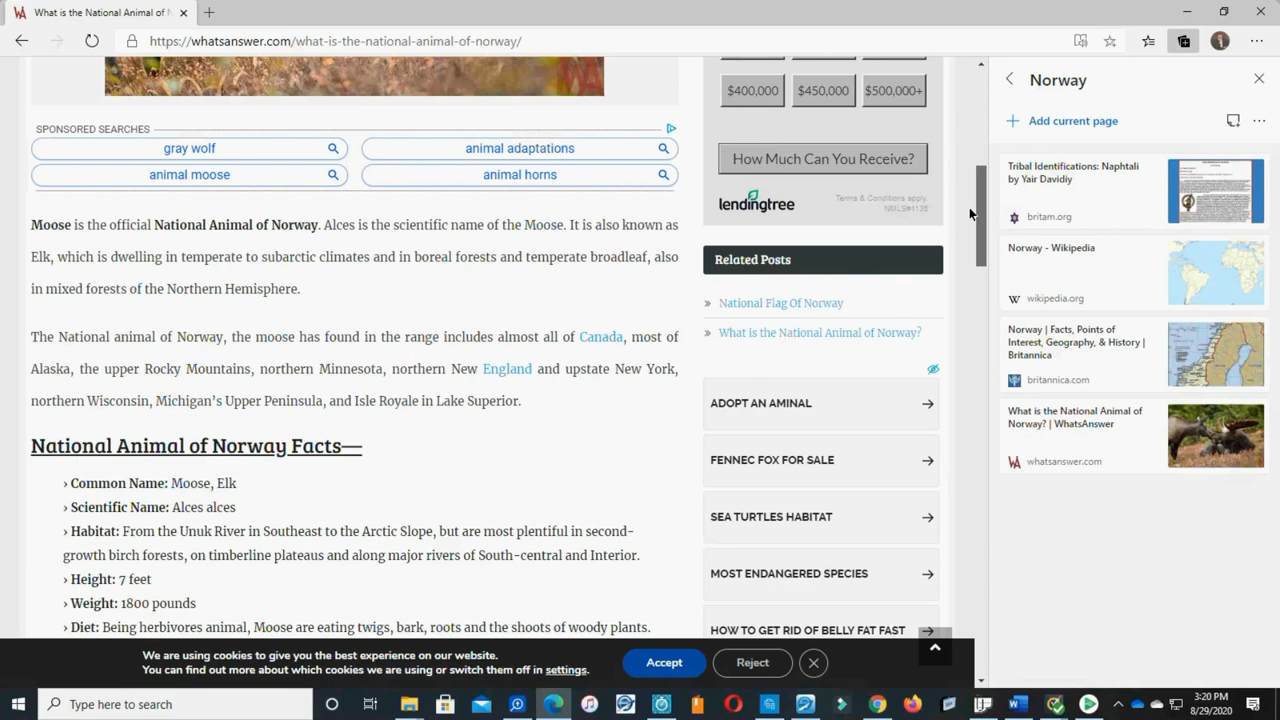 What is the National Animal of N
https://whatsanswer.com/what-is-the-national-animal-of-norway/
SPONSORED SEARCHES
gray wolf
animal adaptations
animal moose
animal horns
Moose is the official National Animal of Norway. Alces is the scientific name of the Moose. It is also known as
Elk, which is dwelling in temperate to subarctic climates and in boreal forests and temperate broadleaf, also
in mixed forests of the Northern Hemisphere.
The National animal of Norway, the moose has found in the range includes almost all of Canada, most of
Alaska, the upper Rocky Mountains, northern Minnesota, northern New England and upstate New York,
northern Wisconsin, Michigan's Upper Peninsula, and Isle Royale in Lake Superior.
National Animal of Norway Facts—
› Common Name: Moose, Elk
› Scientific Name: Alces alces
› Habitat: From the Unuk River in Southeast to the Arctic Slope, but are most plentiful in second-
growth birch forests, on timberline plateaus and along major rivers of South-central and Interior.
› Height: 7 feet
› Weight: 1800 pounds
› Diet: Being herbivores animal, Moose are eating twigs, bark, roots and the shoots of woody plants.
$400,000
$450,000
$500,000+
How Much Can You Receive?
lendingtree
Terms & Conditions apply.
NMLS#1136
Related Posts
» National Flag Of Norway
» What is the National Animal of Norway?
ADOPT AN AMINAL
FENNEC FOX FOR SALE
SEA TURTLES HABITAT
MOST ENDANGERED SPECIES
HOW TO GET RID OF BELLY FAT FAST
Norway
Add current page
Tribal Identifications: Naphtali
by Yair Davidiy
britam.org
Norway - Wikipedia
W wikipedia.org
Norway | Facts, Points of
Interest, Geography, & History |
Britannica
britannica.com
What is the National Animal of
Norway? | WhatsAnswer
WA whatsanswer.com
We are using cookies to give you the best experience on our website.
You can find out more about which cookies we are using or switch them off in settings.
Accept
Reject
Type here to search
3:20 PM
8/29/2020